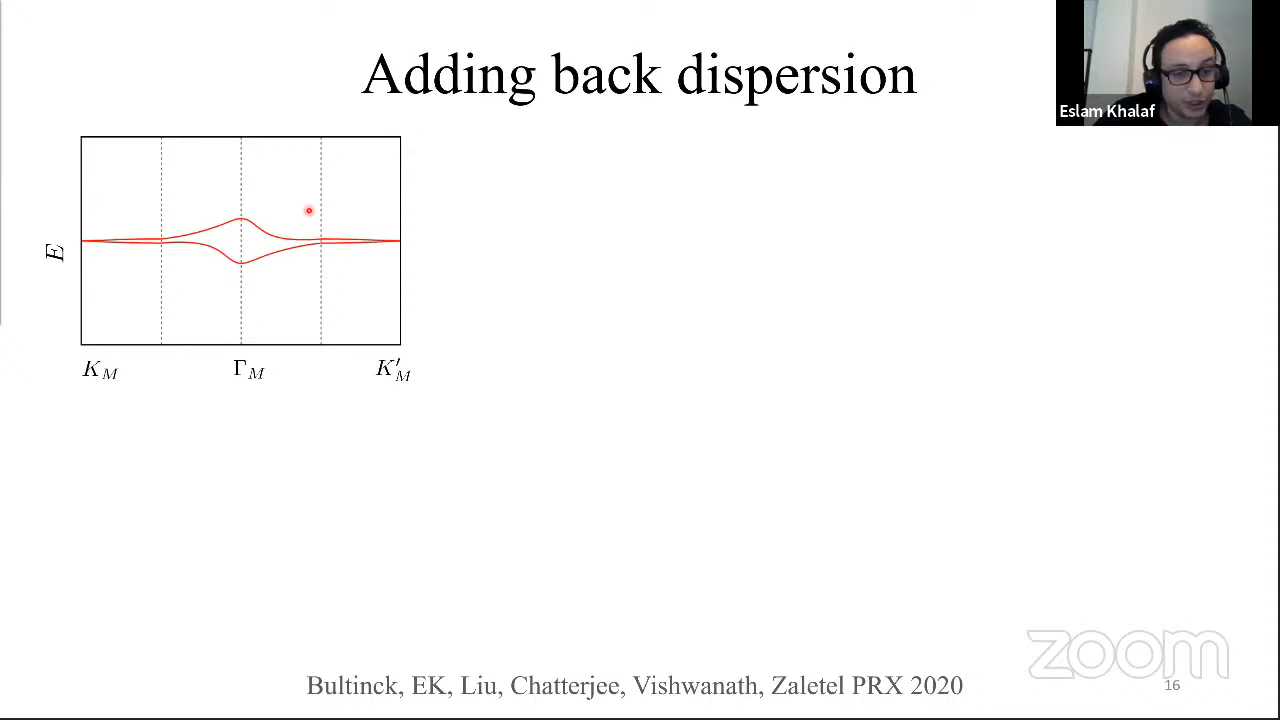 Adding back dispersion
Eslam Khalaf
E
K_M
Γ_M
K'_M
zoom
Bultinck, EK, Liu, Chatterjee, Vishwanath, Zaletel PRX 2020
16